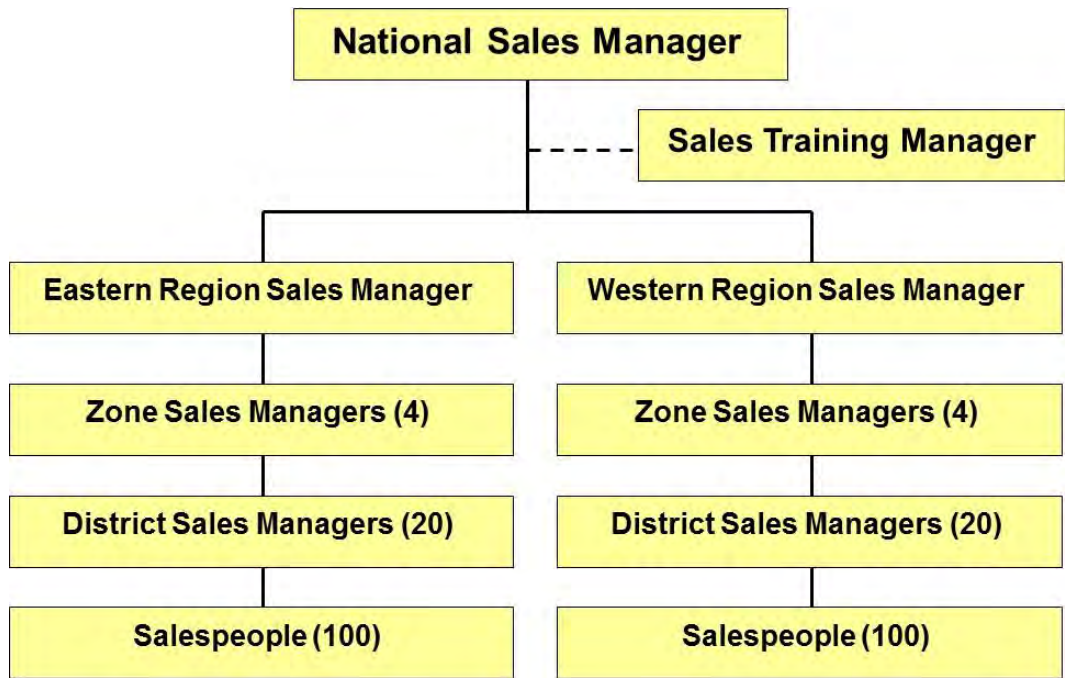 National Sales Manager
Sales Training Manager
Eastern Region Sales Manager
Western Region Sales Manager
Zone Sales Managers (4)
Zone Sales Managers (4)
District Sales Managers (20)
District Sales Managers (20)
Salespeople (100)
Salespeople (100)